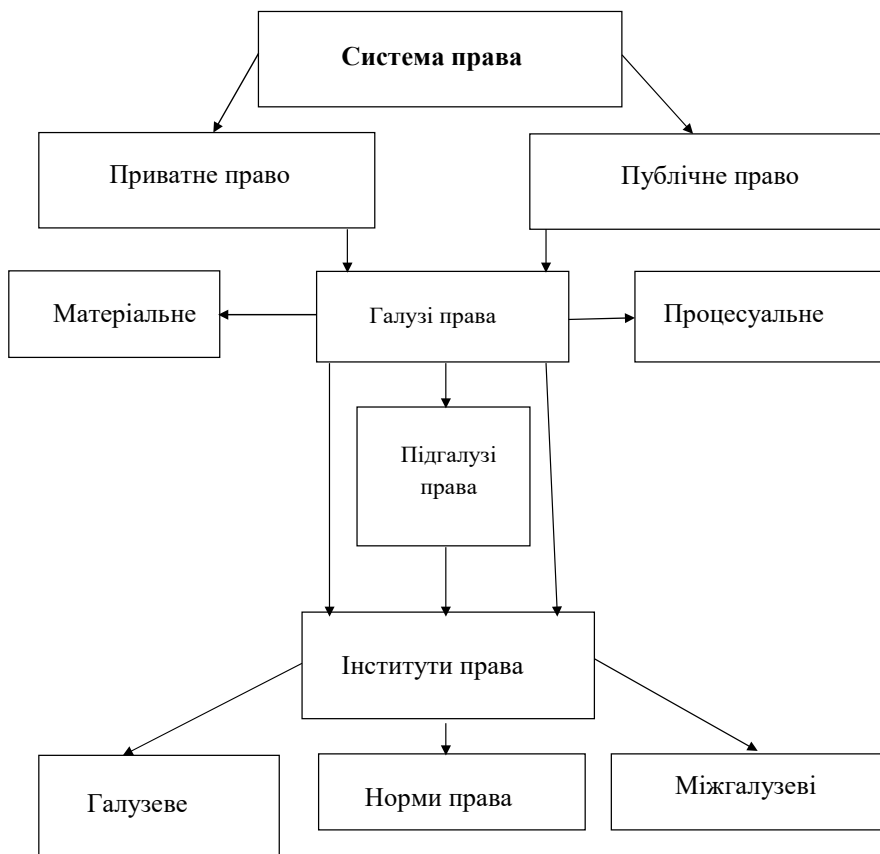 Система права
Приватне право
Публічне право
Матеріальне
Галузі права
Процесуальне
Підгалузі
права
Інститути права
Галузеве
Норми права
Міжгалузеві